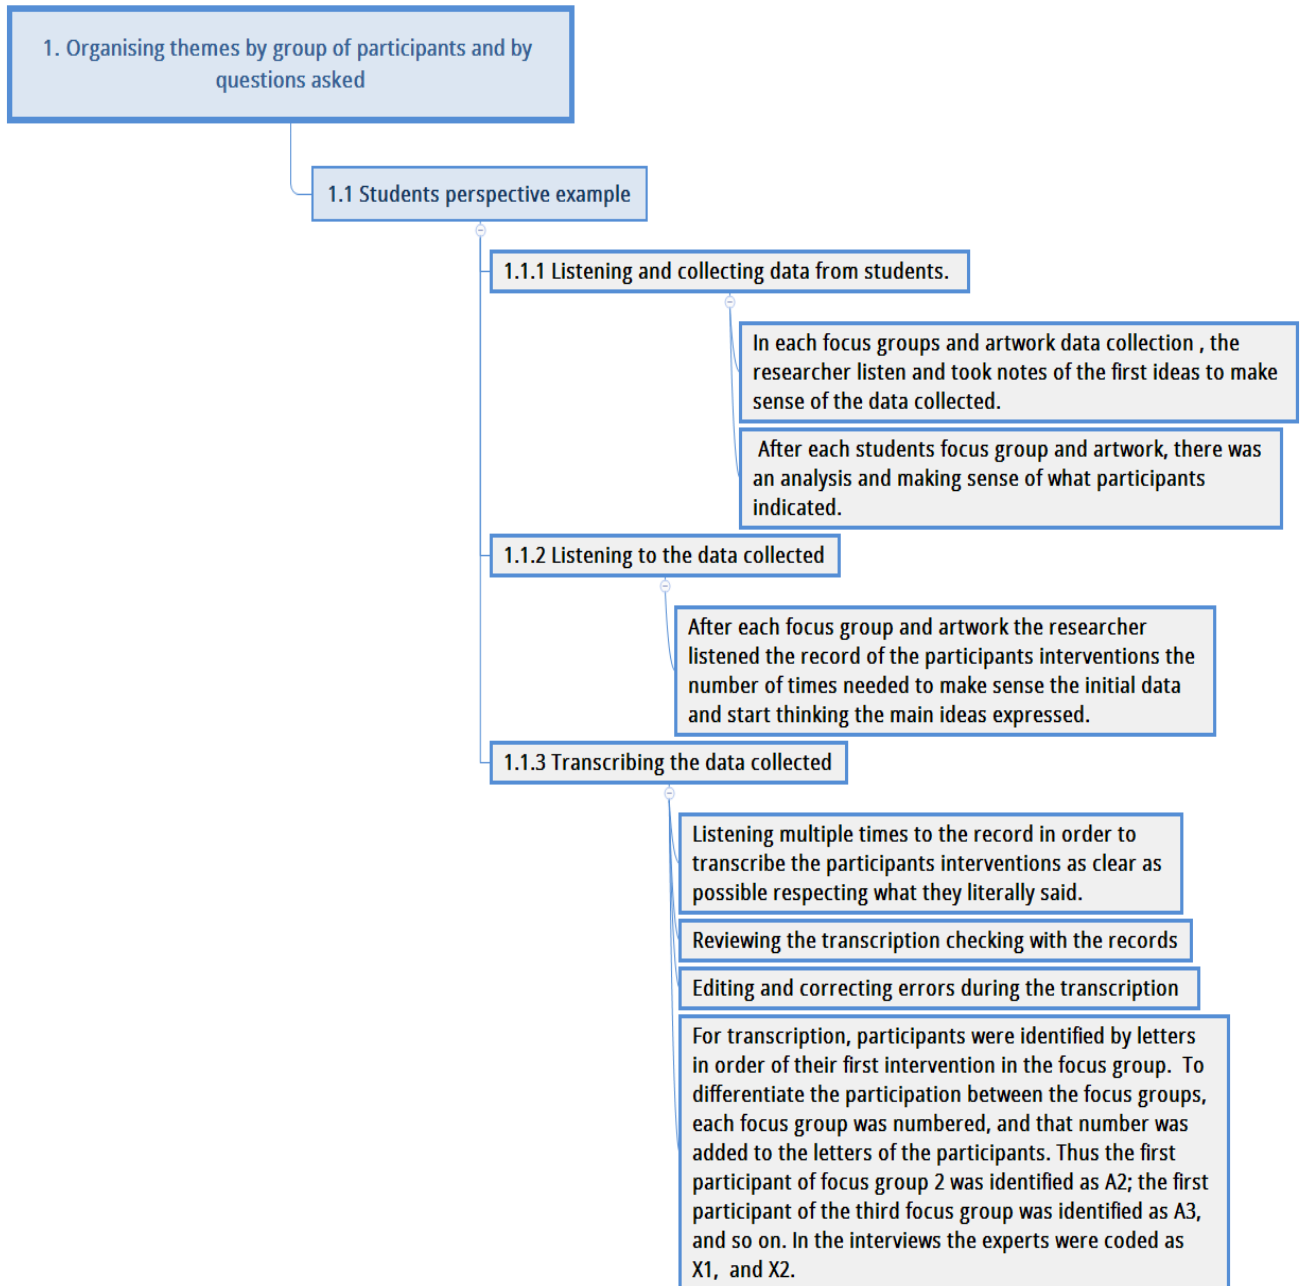 1. Organising themes by group of participants and by
questions asked
1.1 Students perspective example
1.1.1 Listening and collecting data from students.
In each focus groups and artwork data collection , the
researcher listen and took notes of the first ideas to make
sense of the data collected.
After each students focus group and artwork, there was
an analysis and making sense of what participants
indicated.
1.1.2 Listening to the data collected
After each focus group and artwork the researcher
listened the record of the participants interventions the
number of times needed to make sense the initial data
and start thinking the main ideas expressed.
1.1.3 Transcribing the data collected
Listening multiple times to the record in order to
transcribe the participants interventions as clear as
possible respecting what they literally said.
Reviewing the transcription checking with the records
Editing and correcting errors during the transcription
For transcription, participants were identified by letters
in order of their first intervention in the focus group.  To
differentiate the participation between the focus groups,
each focus group was numbered, and that number was
added to the letters of the participants. Thus the first
participant of focus group 2 was identified as A2; the first
participant of the third focus group was identified as A3,
and so on. In the interviews the experts were coded as
X1,  and X2.